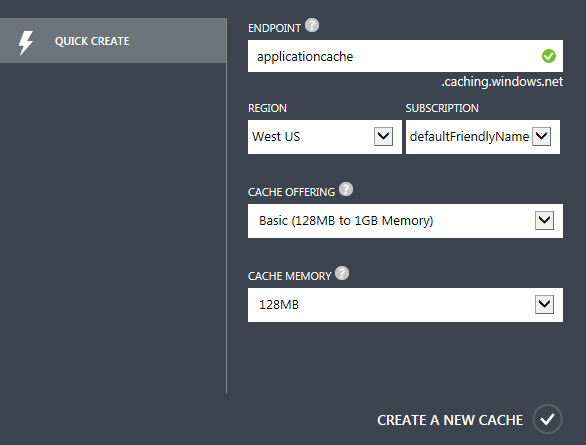 QUICK CREATE
ENDPOINT ?
applicationcache
.caching.windows.net
REGION SUBSCRIPTION
West US defaultFriendlyName
CACHE OFFERING ?
Basic (128MB to 1GB Memory)
CACHE MEMORY ?
128MB
CREATE A NEW CACHE